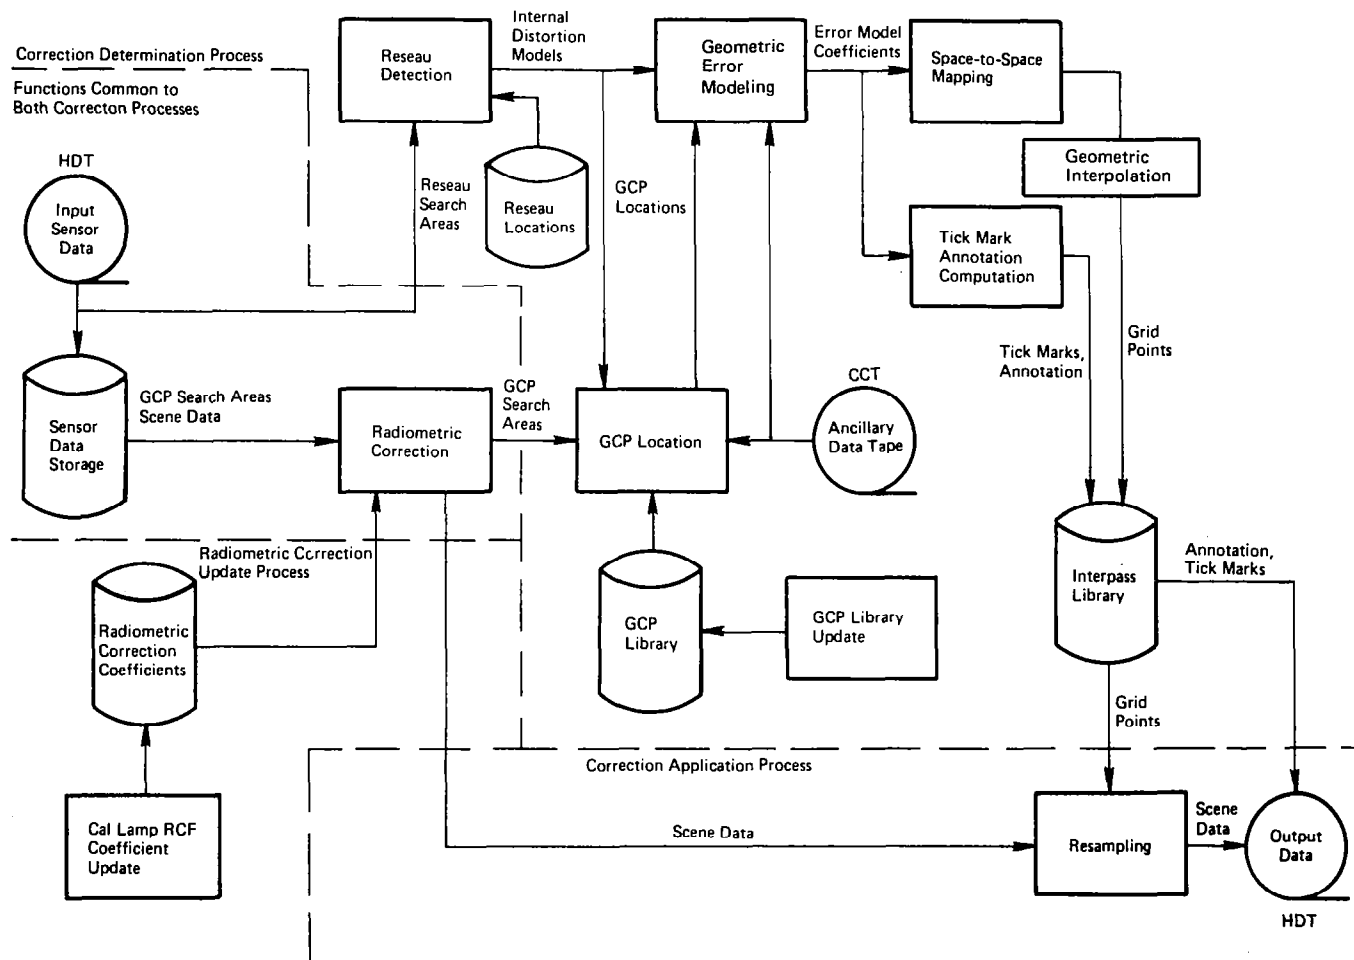 Correction Determination Process
Functions Common to
Both Correcton Processes
HDT
Input
Sensor
Data
Reseau
Detection
Internal
Distortion
Models
Geometric
Error
Modeling
Error Model
Coefficients
Space-to-Space
Mapping
Geometric
Interpolation
Reseau
Search
Areas
Reseau
Locations
GCP
Locations
Tick Mark
Annotation
Computation
Tick Marks,
Annotation
Grid
Points
Sensor
Data
Storage
GCP Search Areas
Scene Data
Radiometric
Correction
GCP
Search
Areas
GCP Location
CCT
Ancillary
Data Tape
Radiometric Correction
Update Process
Radiometric
Correction
Coefficients
GCP
Library
GCP Library
Update
Interpass
Library
Annotation,
Tick Marks
Grid
Points
Correction Application Process
Cal Lamp RCF
Coefficient
Update
Scene Data
Resampling
Scene
Data
Output
Data
HDT